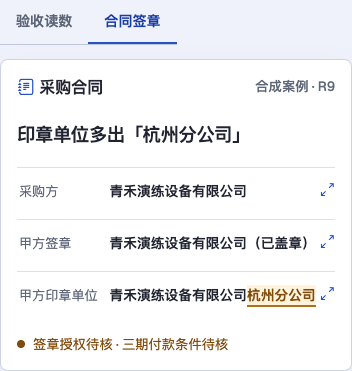 验收读数 合同签章
采购合同 合成案例 · R9
印章单位多出「杭州分公司」
采购方 青禾演练设备有限公司
甲方签章 青禾演练设备有限公司（已盖章）
甲方印章单位 青禾演练设备有限公司杭州分公司
签章授权待核 · 三期付款条件待核